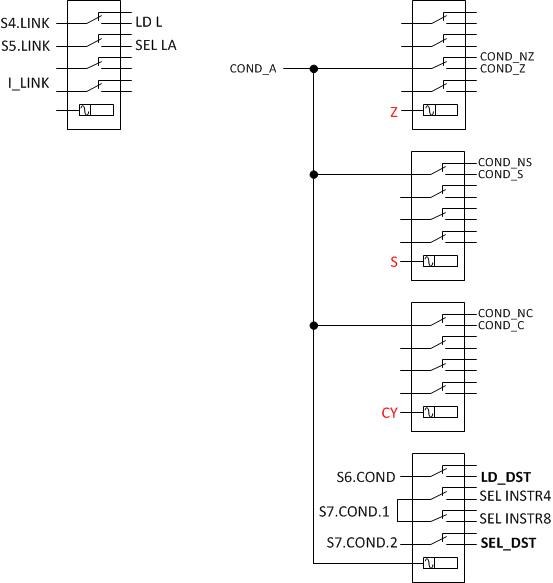 S4.LINK
LD L
S5.LINK
SEL LA
I_LINK
COND_A
COND_NZ
COND_Z
Z
COND_NS
COND_S
S
COND_NC
COND_C
CY
S6.COND
LD_DST
SEL INSTR4
S7.COND.1
SEL INSTR8
S7.COND.2
SEL_DST